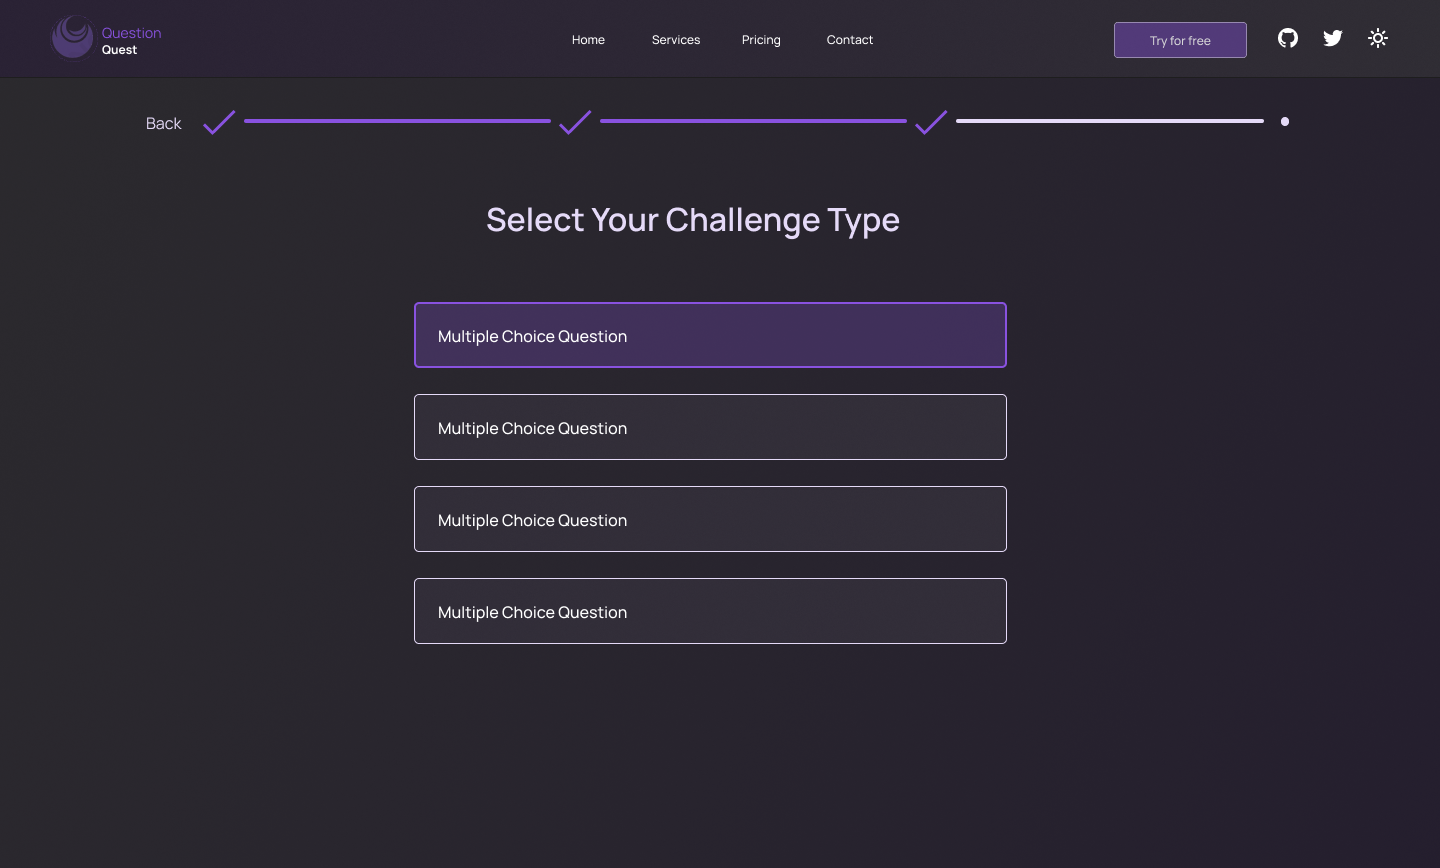 Question
Quest
Home
Services
Pricing
Contact
Try for free
Back
Select Your Challenge Type
Multiple Choice Question
Multiple Choice Question
Multiple Choice Question
Multiple Choice Question